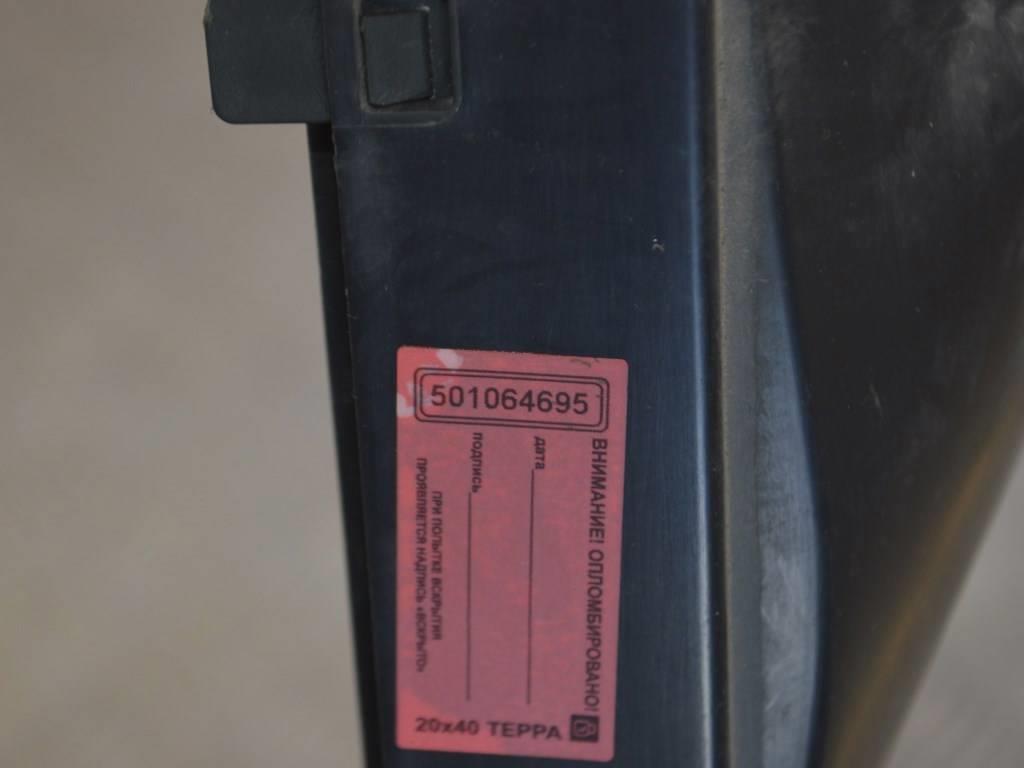 501064695
ВНИМАНИЕ! ОПЛОМБИРОВАНО!
дата
подпись
ПРИ ПОПЫТКЕ ВСКРЫТИЯ
ПРОЯВЛЯЕТСЯ НАДПИСЬ «ВСКРЫТО»
20x40 ТЕРРА